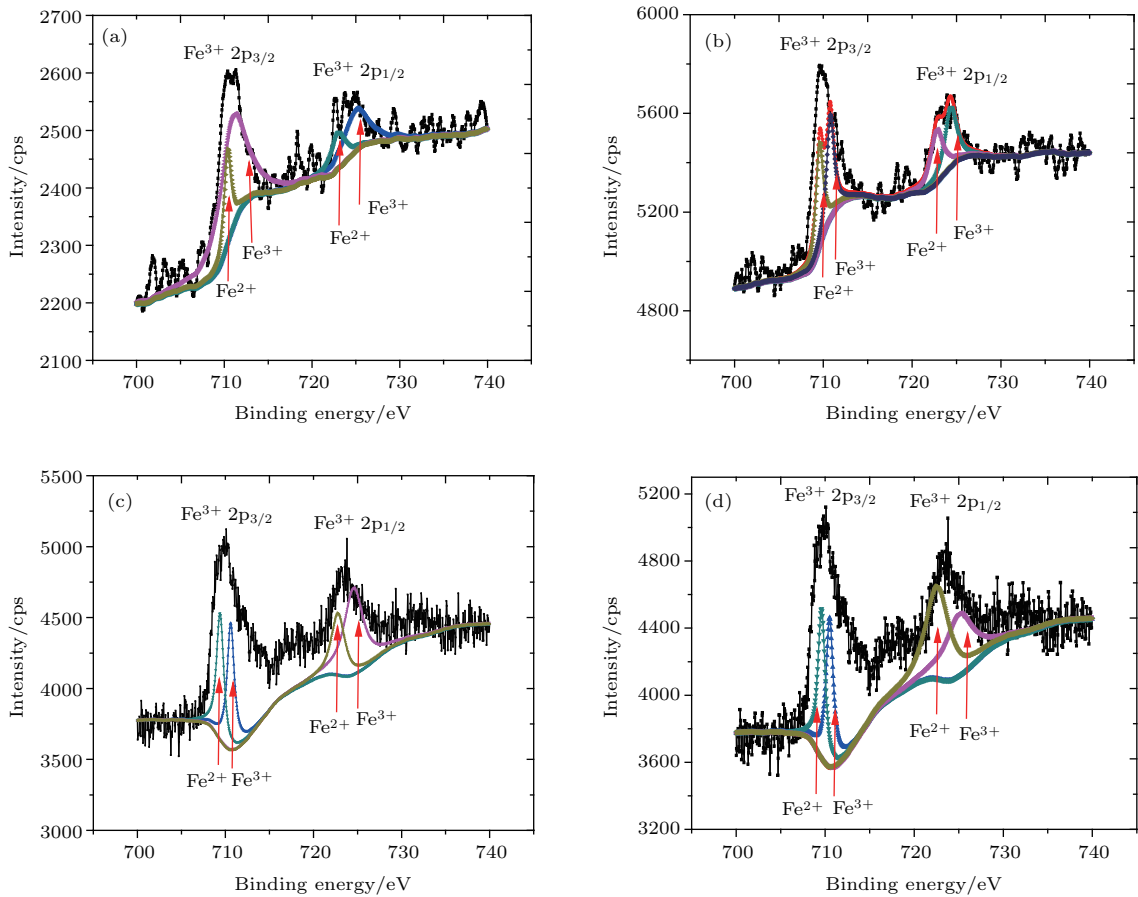 (a)
Fe³⁺ 2p₃/₂
Fe³⁺ 2p₁/₂
Fe²⁺
Fe³⁺
Fe³⁺
Fe²⁺
2700
2600
2500
2400
2300
2200
2100
Intensity/cps
700
710
720
730
740
Binding energy/eV
(b)
Fe³⁺ 2p₃/₂
Fe³⁺ 2p₁/₂
Fe²⁺
Fe³⁺
Fe³⁺
Fe²⁺
6000
5600
5200
4800
Intensity/cps
700
710
720
730
740
Binding energy/eV
(c)
Fe³⁺ 2p₃/₂
Fe³⁺ 2p₁/₂
Fe²⁺
Fe³⁺
Fe²⁺
Fe³⁺
5500
5000
4500
4000
3500
3000
Intensity/cps
700
710
720
730
740
Binding energy/eV
(d)
Fe³⁺ 2p₃/₂
Fe³⁺ 2p₁/₂
Fe²⁺
Fe³⁺
Fe²⁺
Fe³⁺
5200
4800
4400
4000
3600
3200
Intensity/cps
700
710
720
730
740
Binding energy/eV